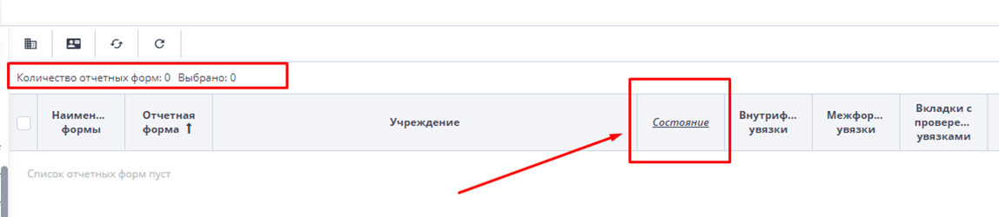 Количество отчетных форм: 0 Выбрано: 0
Наимен... формы
Отчетная форма ↑
Учреждение
Состояние
Внутриф... увязки
Межфор... увязки
Вкладки с провере... увязками
Список отчетных форм пуст